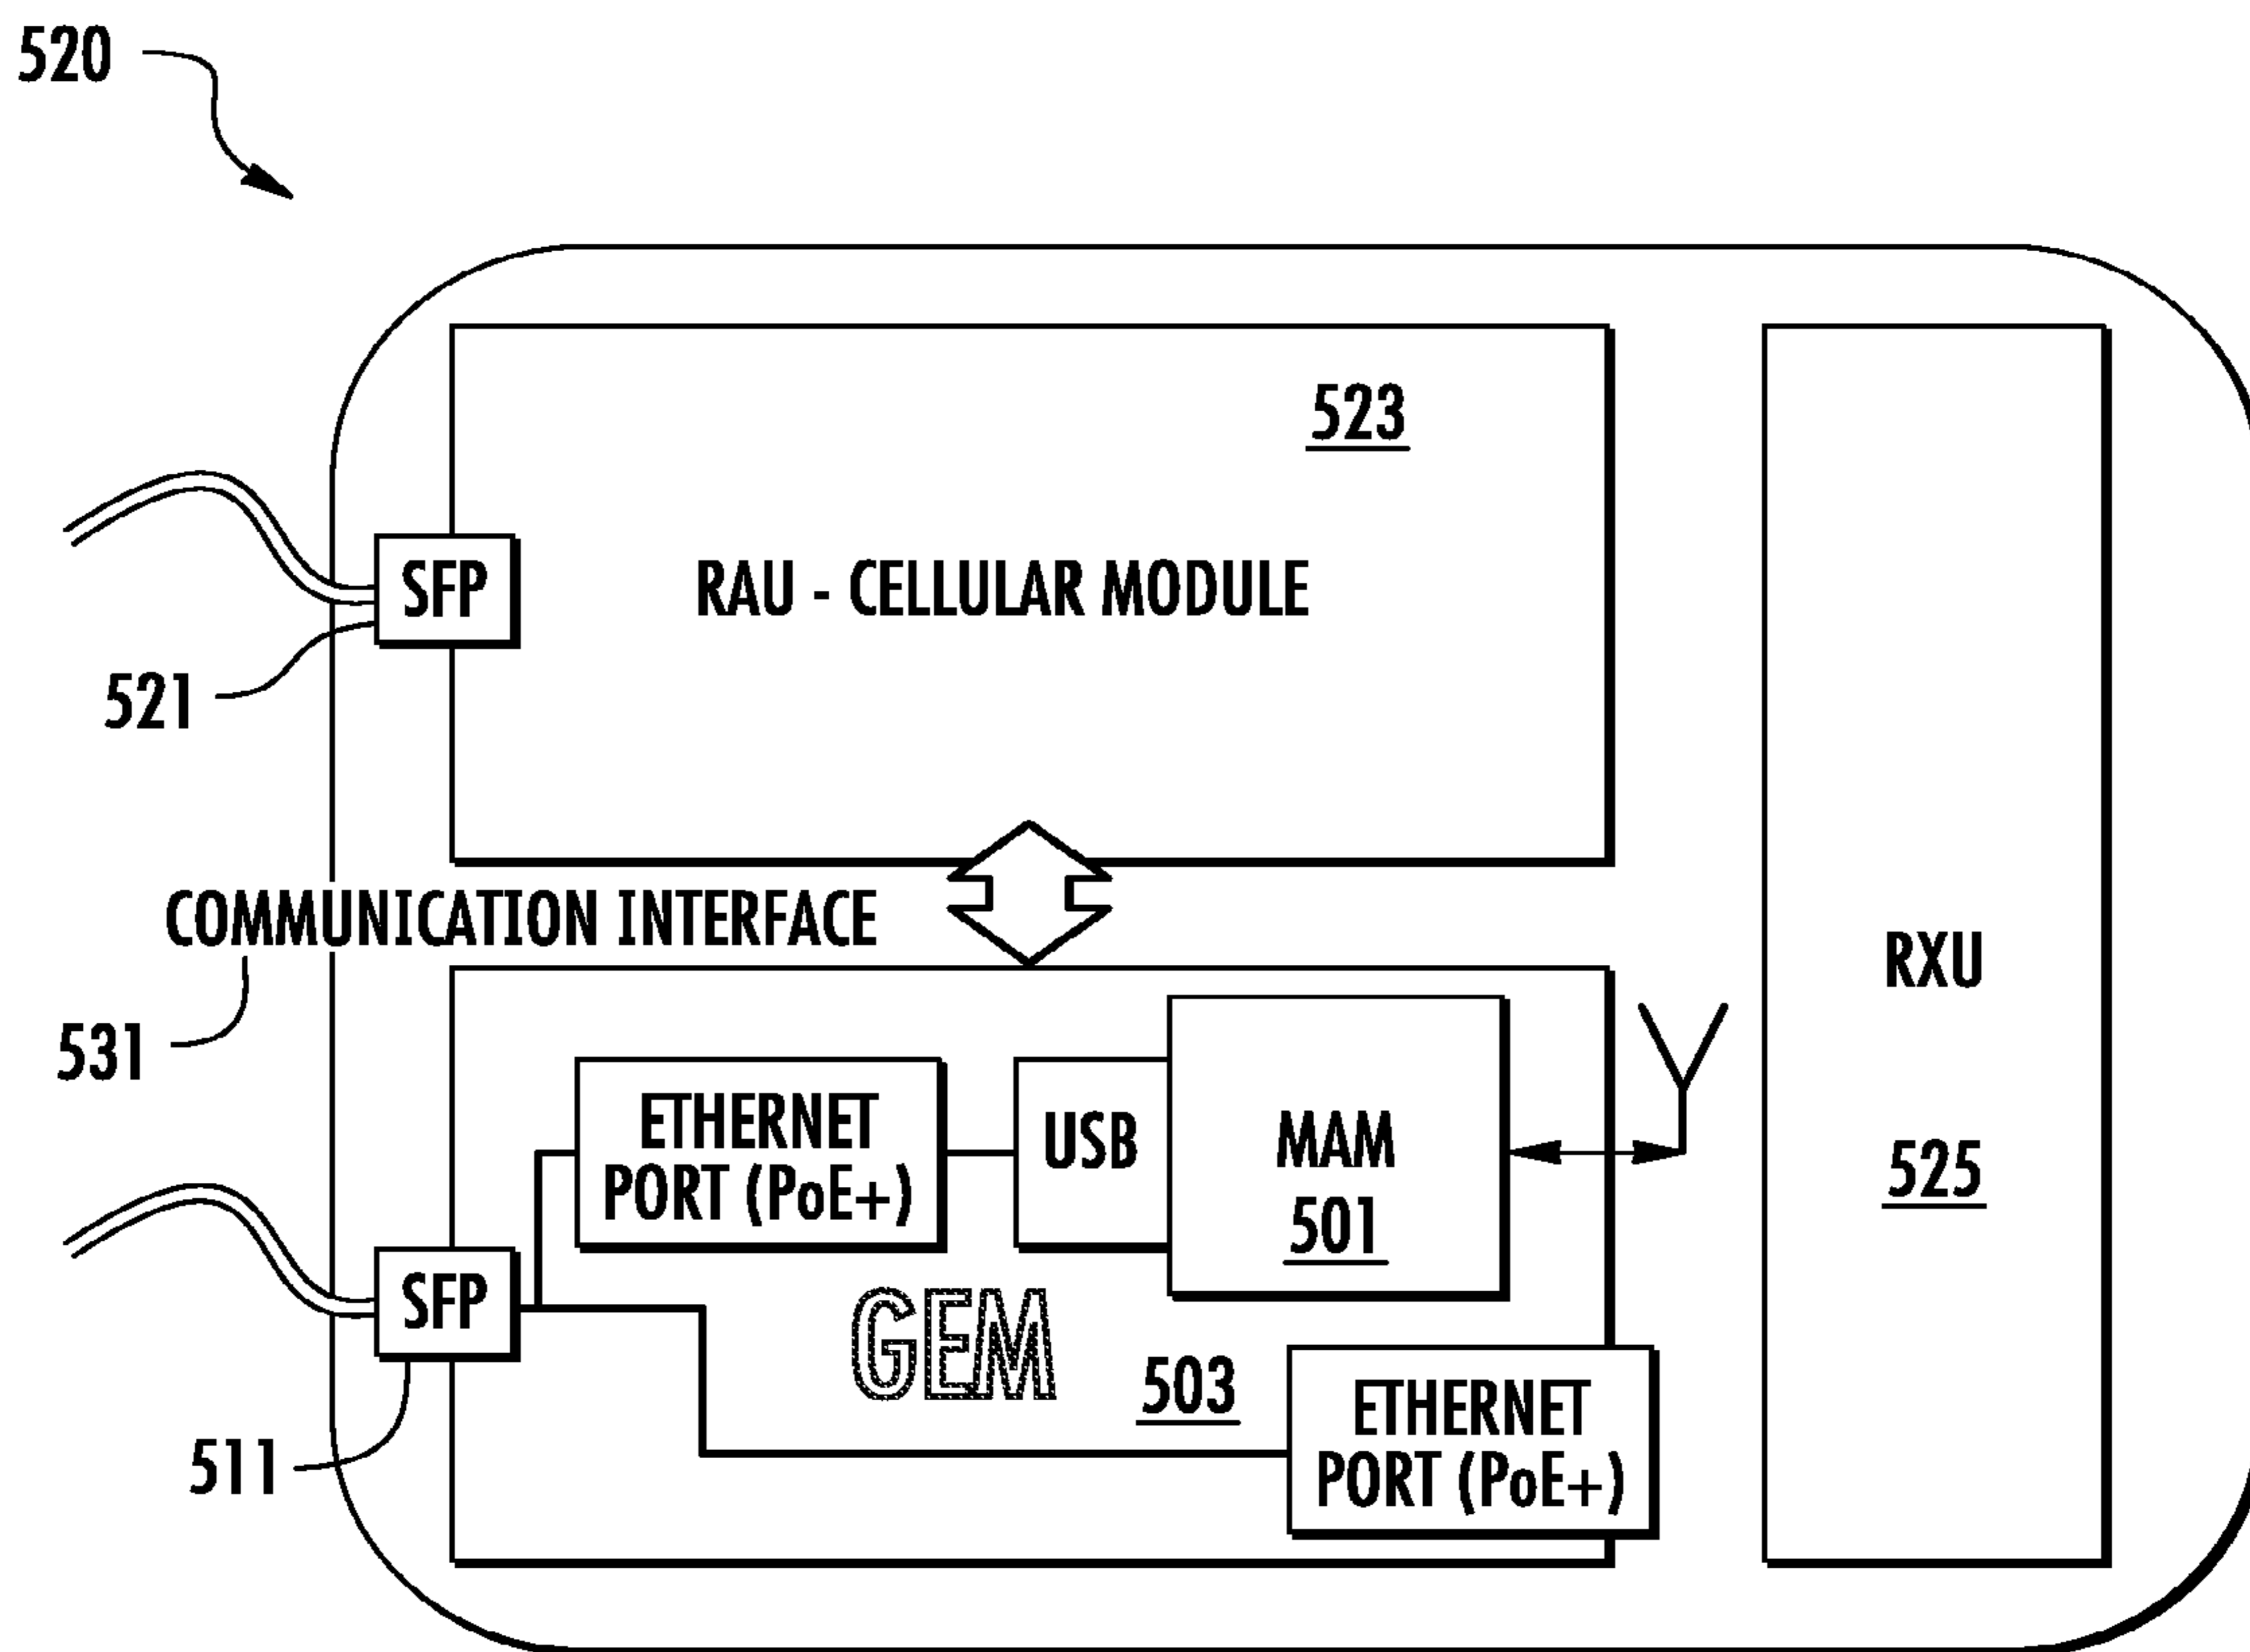 520
523
SFP
RAU - CELLULAR MODULE
521
COMMUNICATION INTERFACE
531
RXU
525
ETHERNET
PORT (PoE+)
USB
MAM
501
SFP
GEM
503
511
ETHERNET
PORT (PoE+)